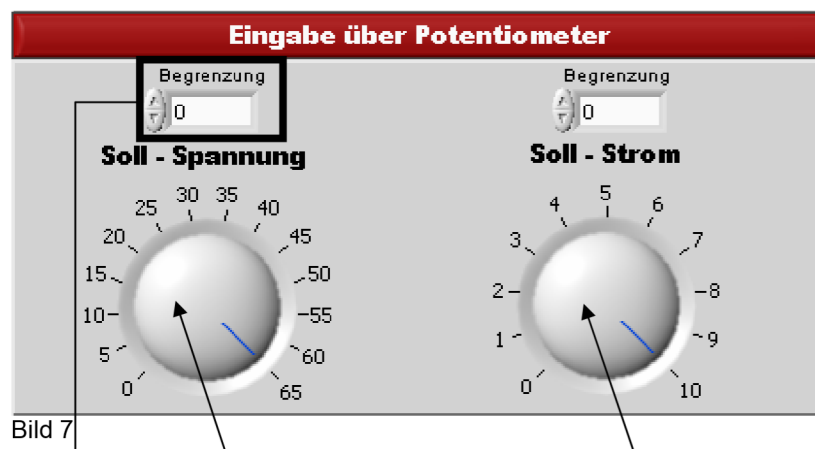 Eingabe über Potentiometer
Begrenzung Begrenzung
0 0
Soll - Spannung Soll - Strom
0 5 10 15 20 25 30 35 40 45 50 55 60 65
0 1 2 3 4 5 6 7 8 9 10
Bild 7